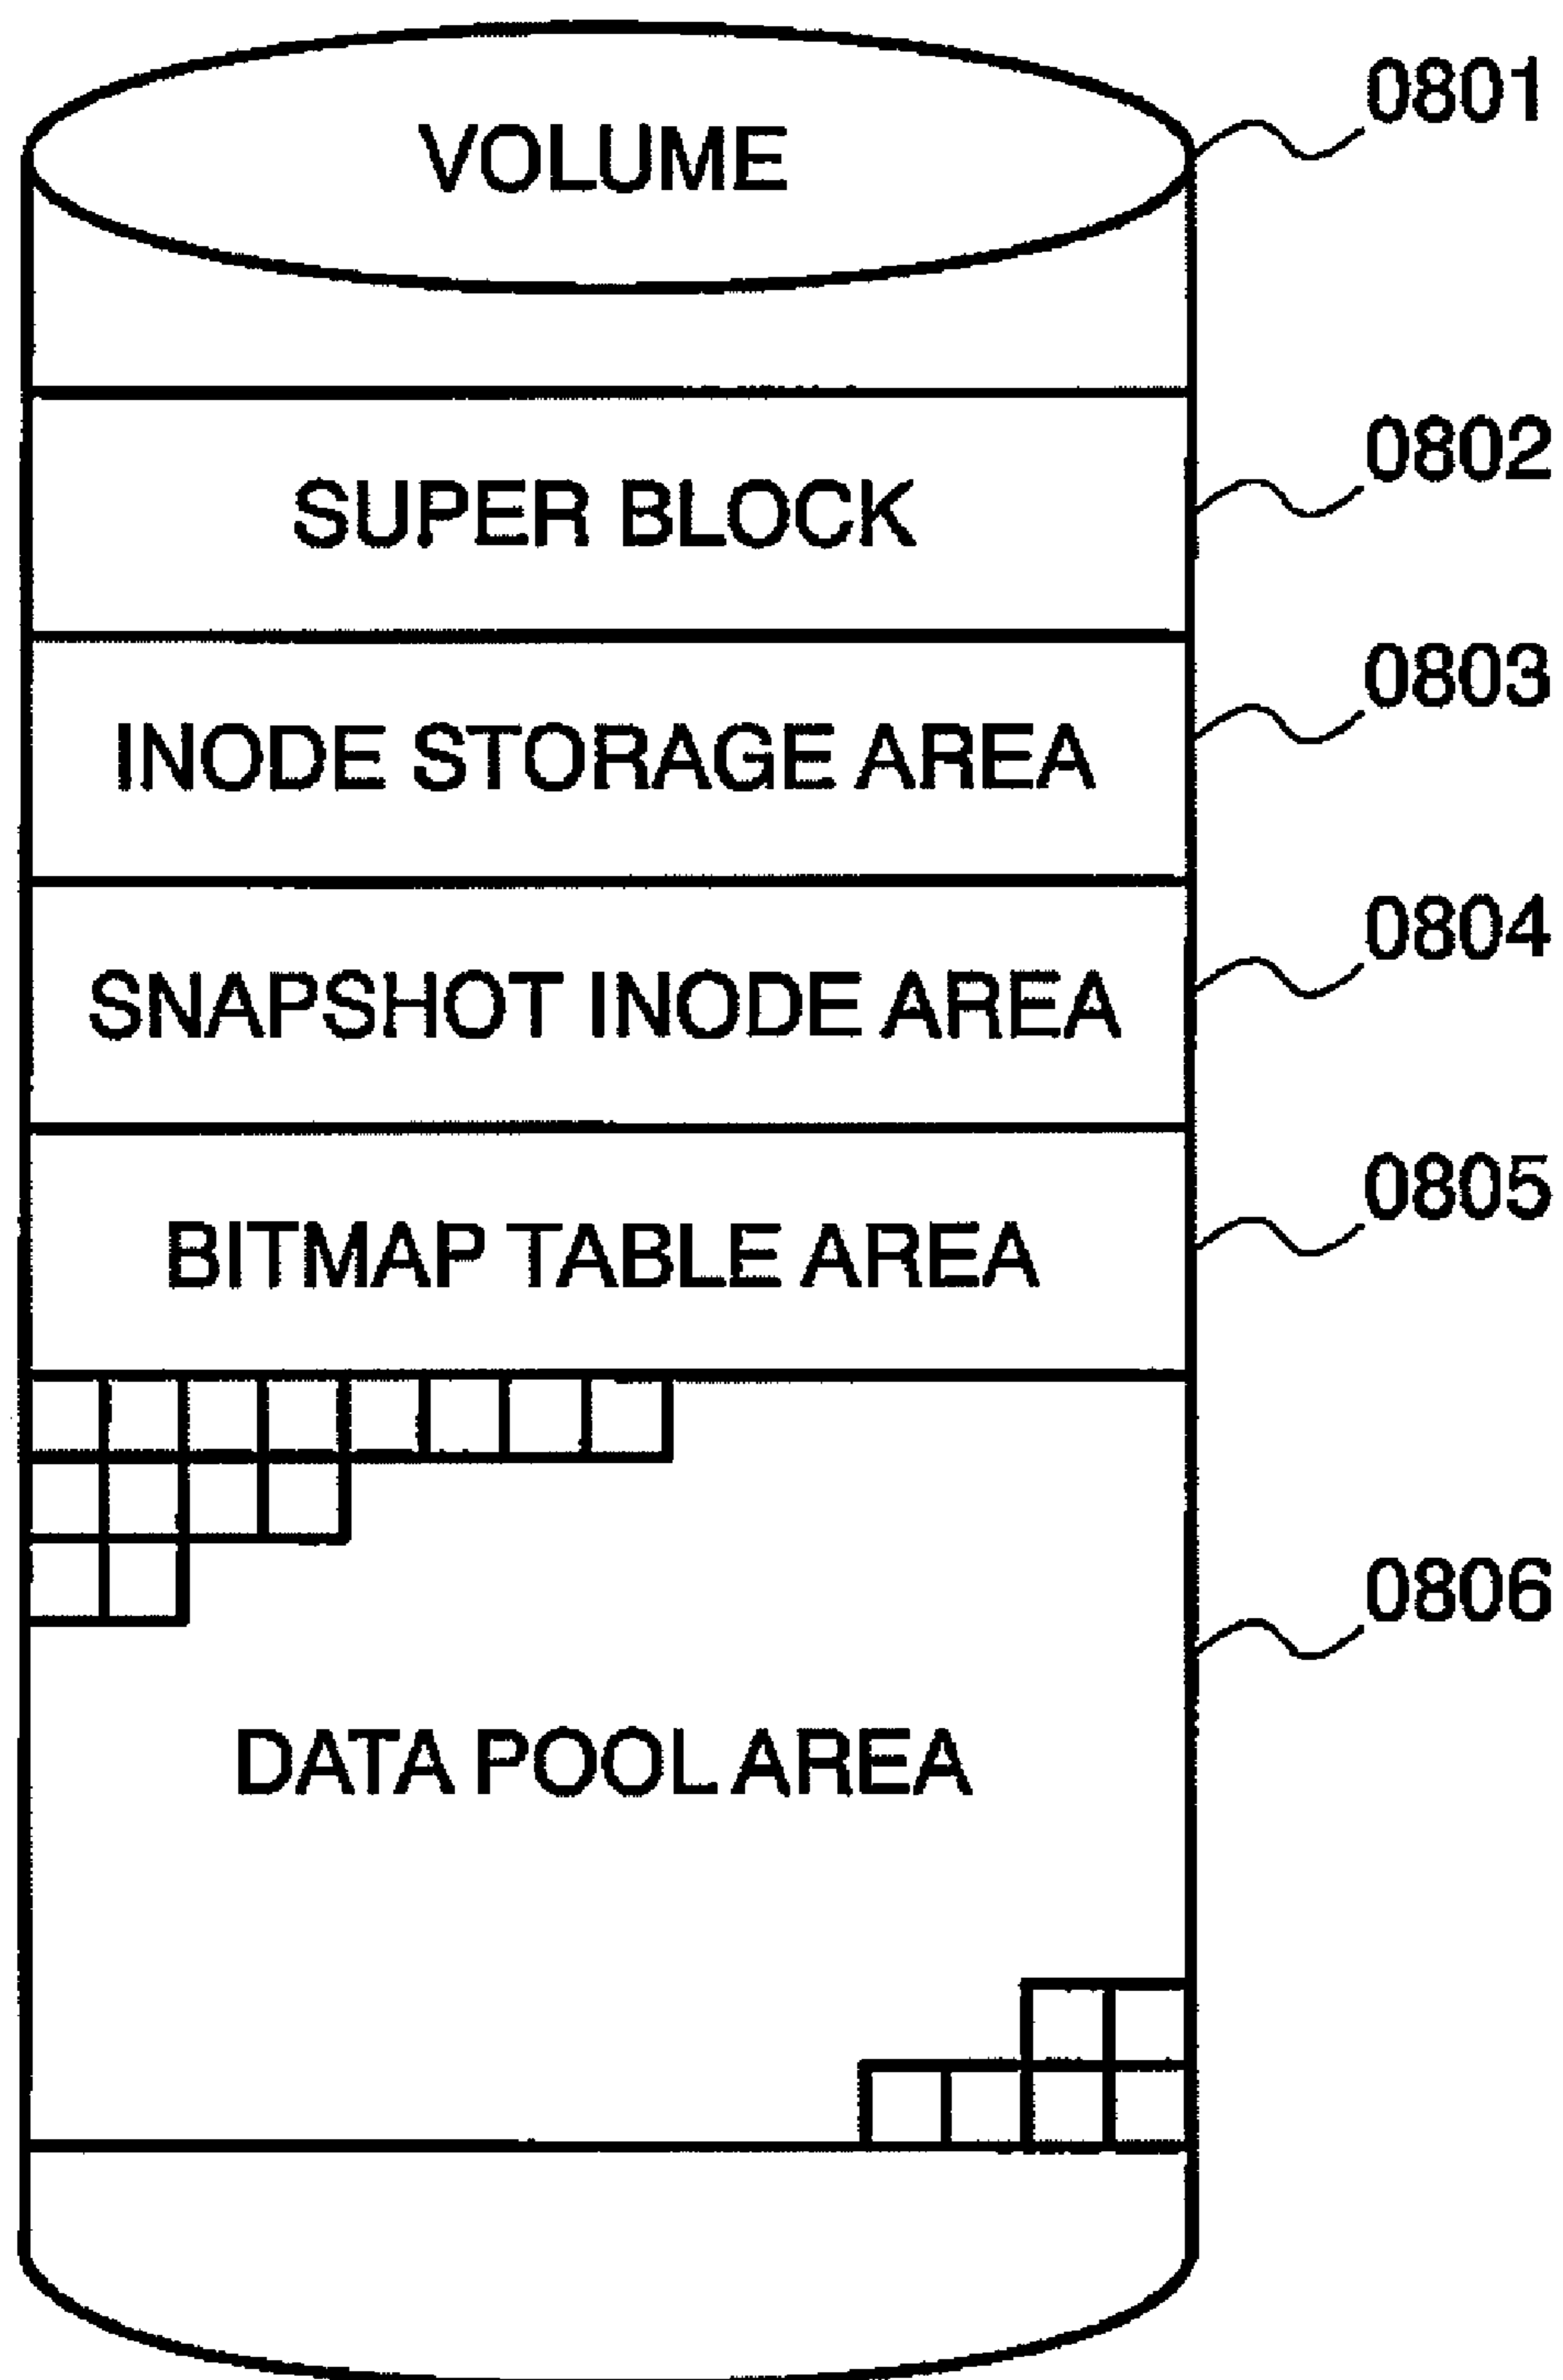 VOLUME
0801
SUPER BLOCK
0802
INODE STORAGE AREA
0803
SNAPSHOT INODE AREA
0804
BITMAP TABLE AREA
0805
DATA POOL AREA
0806